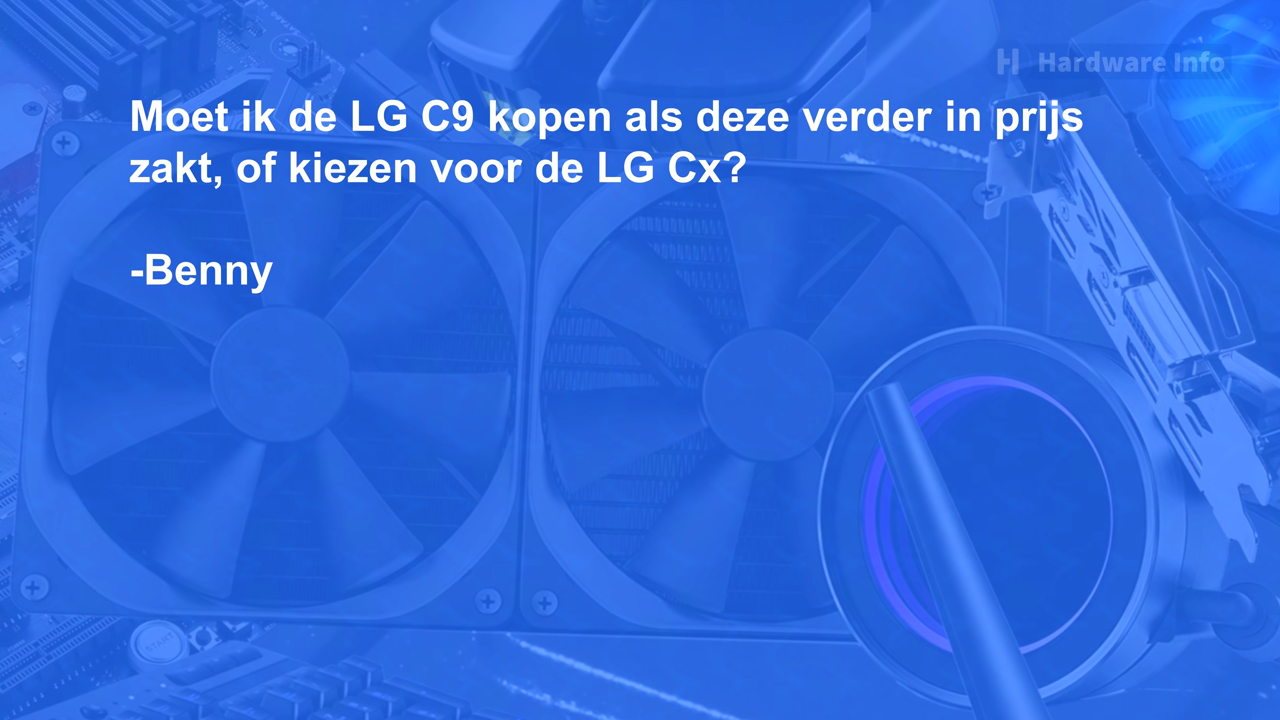 Hardware Info
Moet ik de LG C9 kopen als deze verder in prijs
zakt, of kiezen voor de LG Cx?
-Benny
START